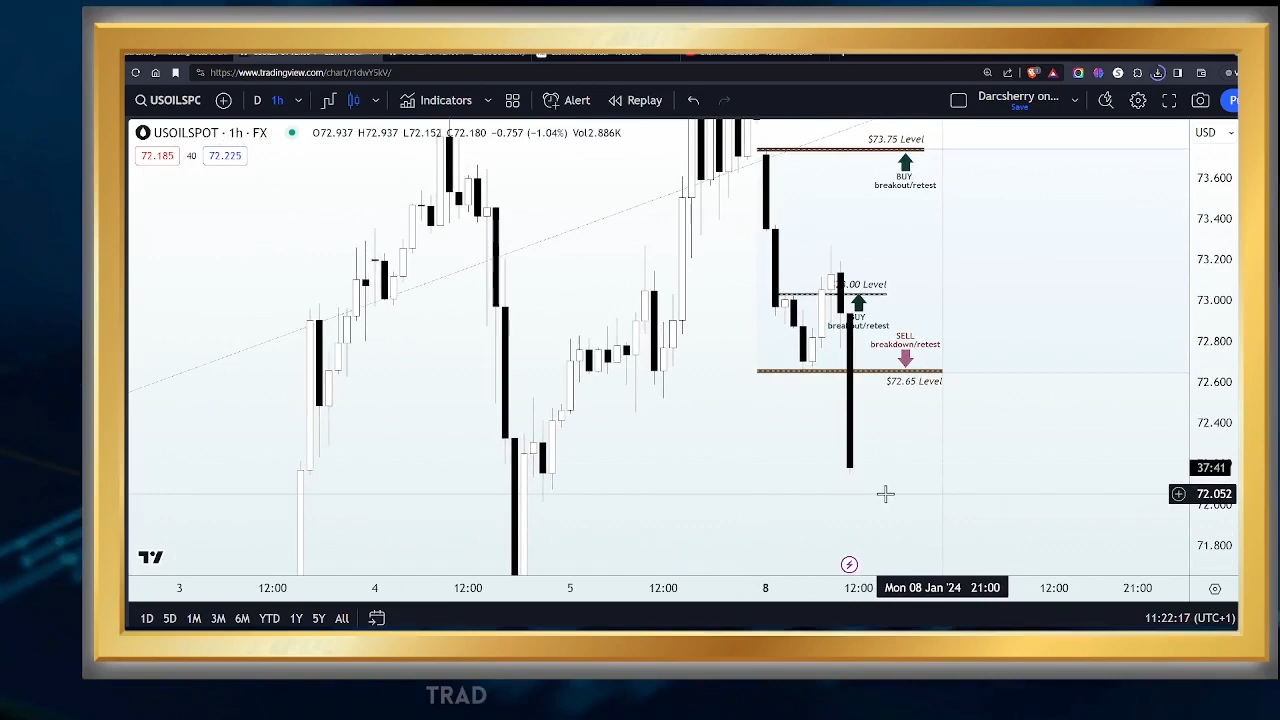 https://www.tradingview.com/chart/r1dwY5kV/
USOILSPC D 1h Indicators Alert Replay Darcsherry on... Save
USOILSPOT · 1h · FX O72.937 H72.937 L72.152 C72.180 −0.757 (−1.04%) Vol2.886K
USD
72.185 40 72.225
$73.75 Level
BUY
breakout/retest
.00 Level
BUY
breakout/retest
SELL
breakdown/retest
$72.65 Level
73.600
73.400
73.200
73.000
72.800
72.600
72.400
37:41
72.052
72.000
71.800
3 12:00 4 12:00 5 12:00 8 12:00 Mon 08 Jan '24 21:00 12:00 21:00
1D 5D 1M 3M 6M YTD 1Y 5Y All 11:22:17 (UTC+1)
TRAD